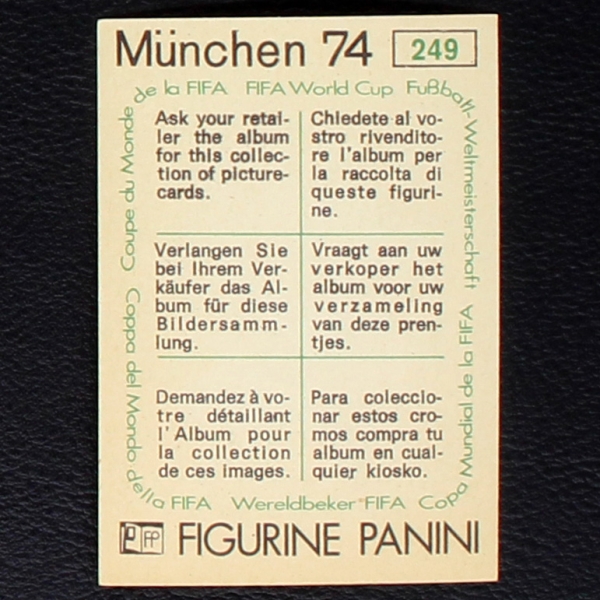 München 74 249
de la FIFA FIFA World Cup Fußball-Weltmeisterschaft
Ask your retai-
ler the album
for this collec-
tion of picture-
cards.
Chiedete al vo-
stro rivendito-
re l'album per
la raccolta di
queste figuri-
ne.
Verlangen Sie
bei Ihrem Ver-
käufer das Al-
bum für diese
Bildersamm-
lung.
Vraagt aan uw
verkoper het
album voor uw
verzameling
van deze pren-
tjes.
Demandez à vo-
tre détaillant
l'Album pour
la collection
de ces images.
Para coleccio-
nar estos cro-
mos compra tu
album en cual-
quier kiosko.
Coupe du Monde
Coppa del Mondo della FIFA Wereldbeker FIFA Copa Mundial de la FIFA
FP FIGURINE PANINI